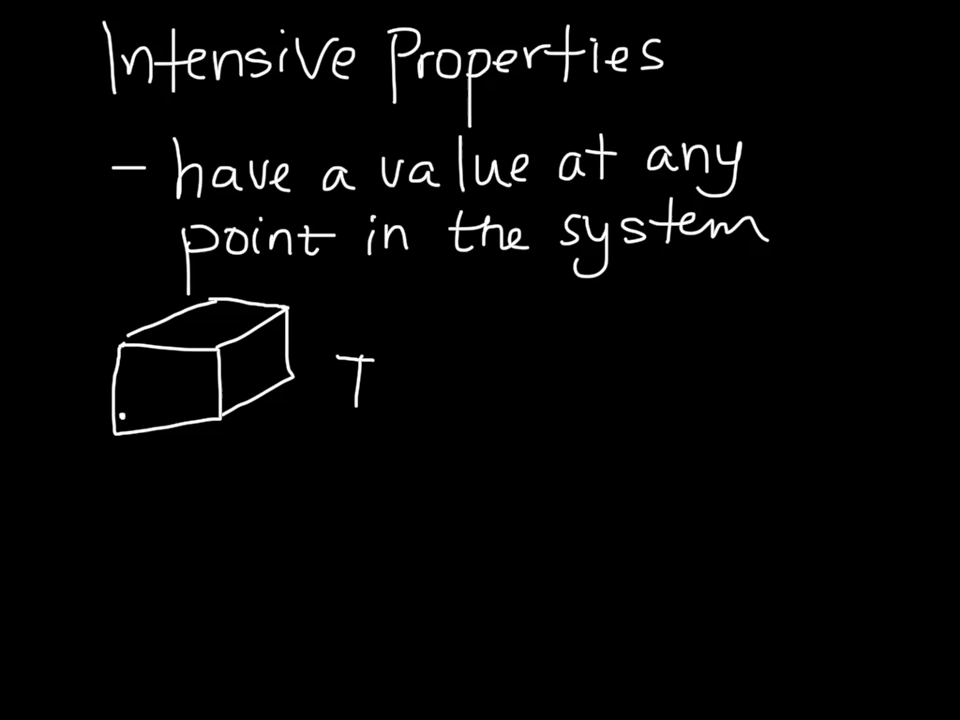 Intensive Properties
- have a value at any
point in the system
T